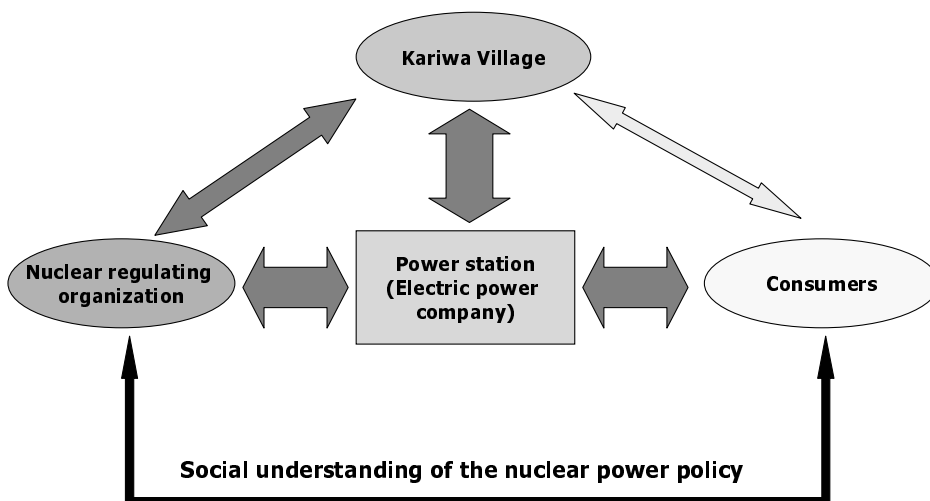 Kariwa Village
Nuclear regulating
organization
Power station
(Electric power
company)
Consumers
Social understanding of the nuclear power policy